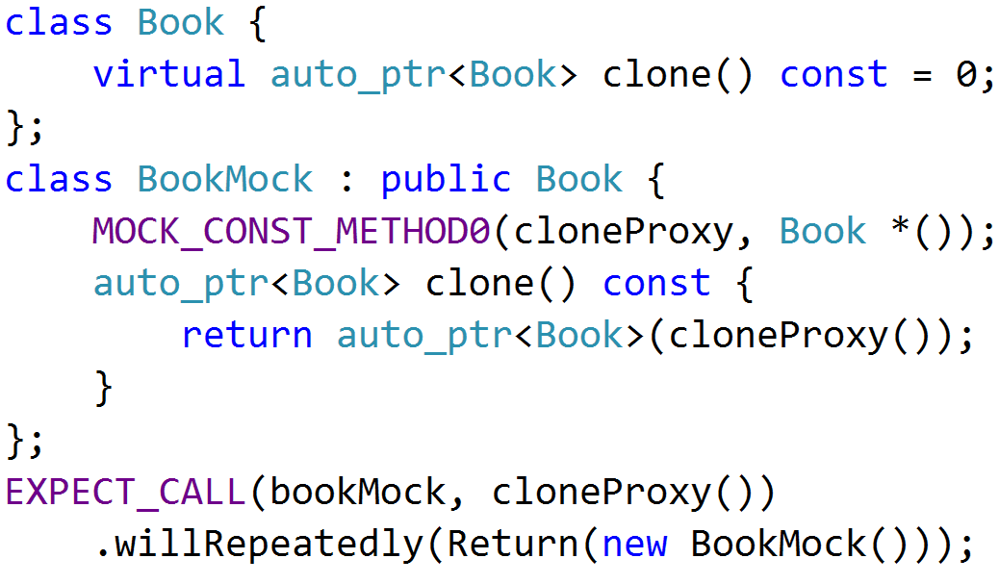 class Book {
    virtual auto_ptr<Book> clone() const = 0;
};
class BookMock : public Book {
    MOCK_CONST_METHOD0(cloneProxy, Book *());
    auto_ptr<Book> clone() const {
        return auto_ptr<Book>(cloneProxy());
    }
};
EXPECT_CALL(bookMock, cloneProxy())
    .willRepeatedly(Return(new BookMock()));